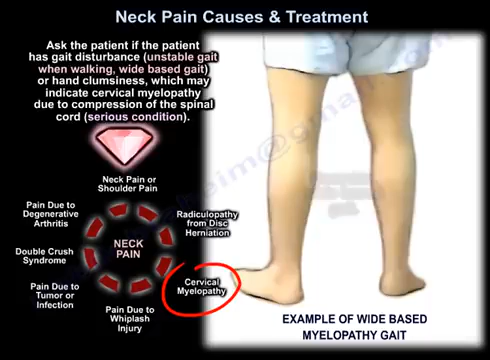 Neck Pain Causes & Treatment
Ask the patient if the patient
has gait disturbance (unstable gait
when walking, wide based gait)
or hand clumsiness, which may
indicate cervical myelopathy
due to compression of the spinal
cord (serious condition).
Neck Pain or
Shoulder Pain
Pain Due to
Degenerative
Arthritis
Radiculopathy
from Disc
Herniation
NECK
PAIN
Double Crush
Syndrome
Cervical
Myelopathy
Pain Due to
Tumor or
Infection
Pain Due to
Whiplash
Injury
EXAMPLE OF WIDE BASED
MYELOPATHY GAIT